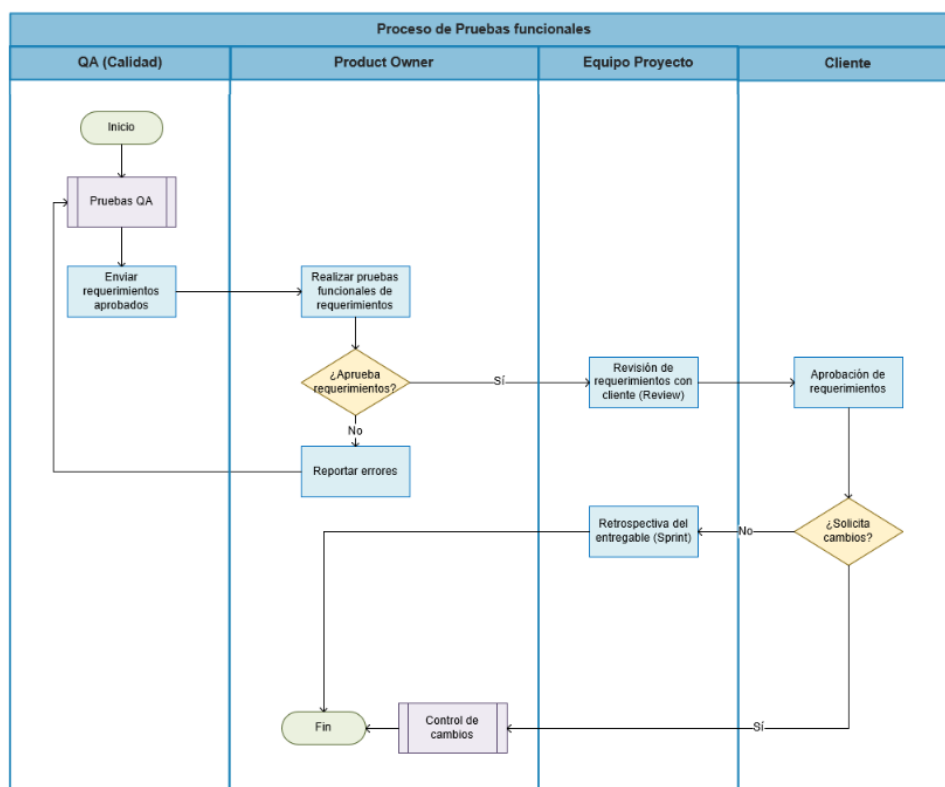 Proceso de Pruebas funcionales
QA (Calidad)
Product Owner
Equipo Proyecto
Cliente
Inicio
Pruebas QA
Enviar
requerimientos
aprobados
Realizar pruebas
funcionales de
requerimientos
¿Aprueba
requerimientos?
Sí
Revisión de
requerimientos con
cliente (Review)
Aprobación de
requerimientos
No
Reportar errores
Retrospectiva del
entregable (Sprint)
No
¿Solicita
cambios?
Fin
Control de
cambios
Sí